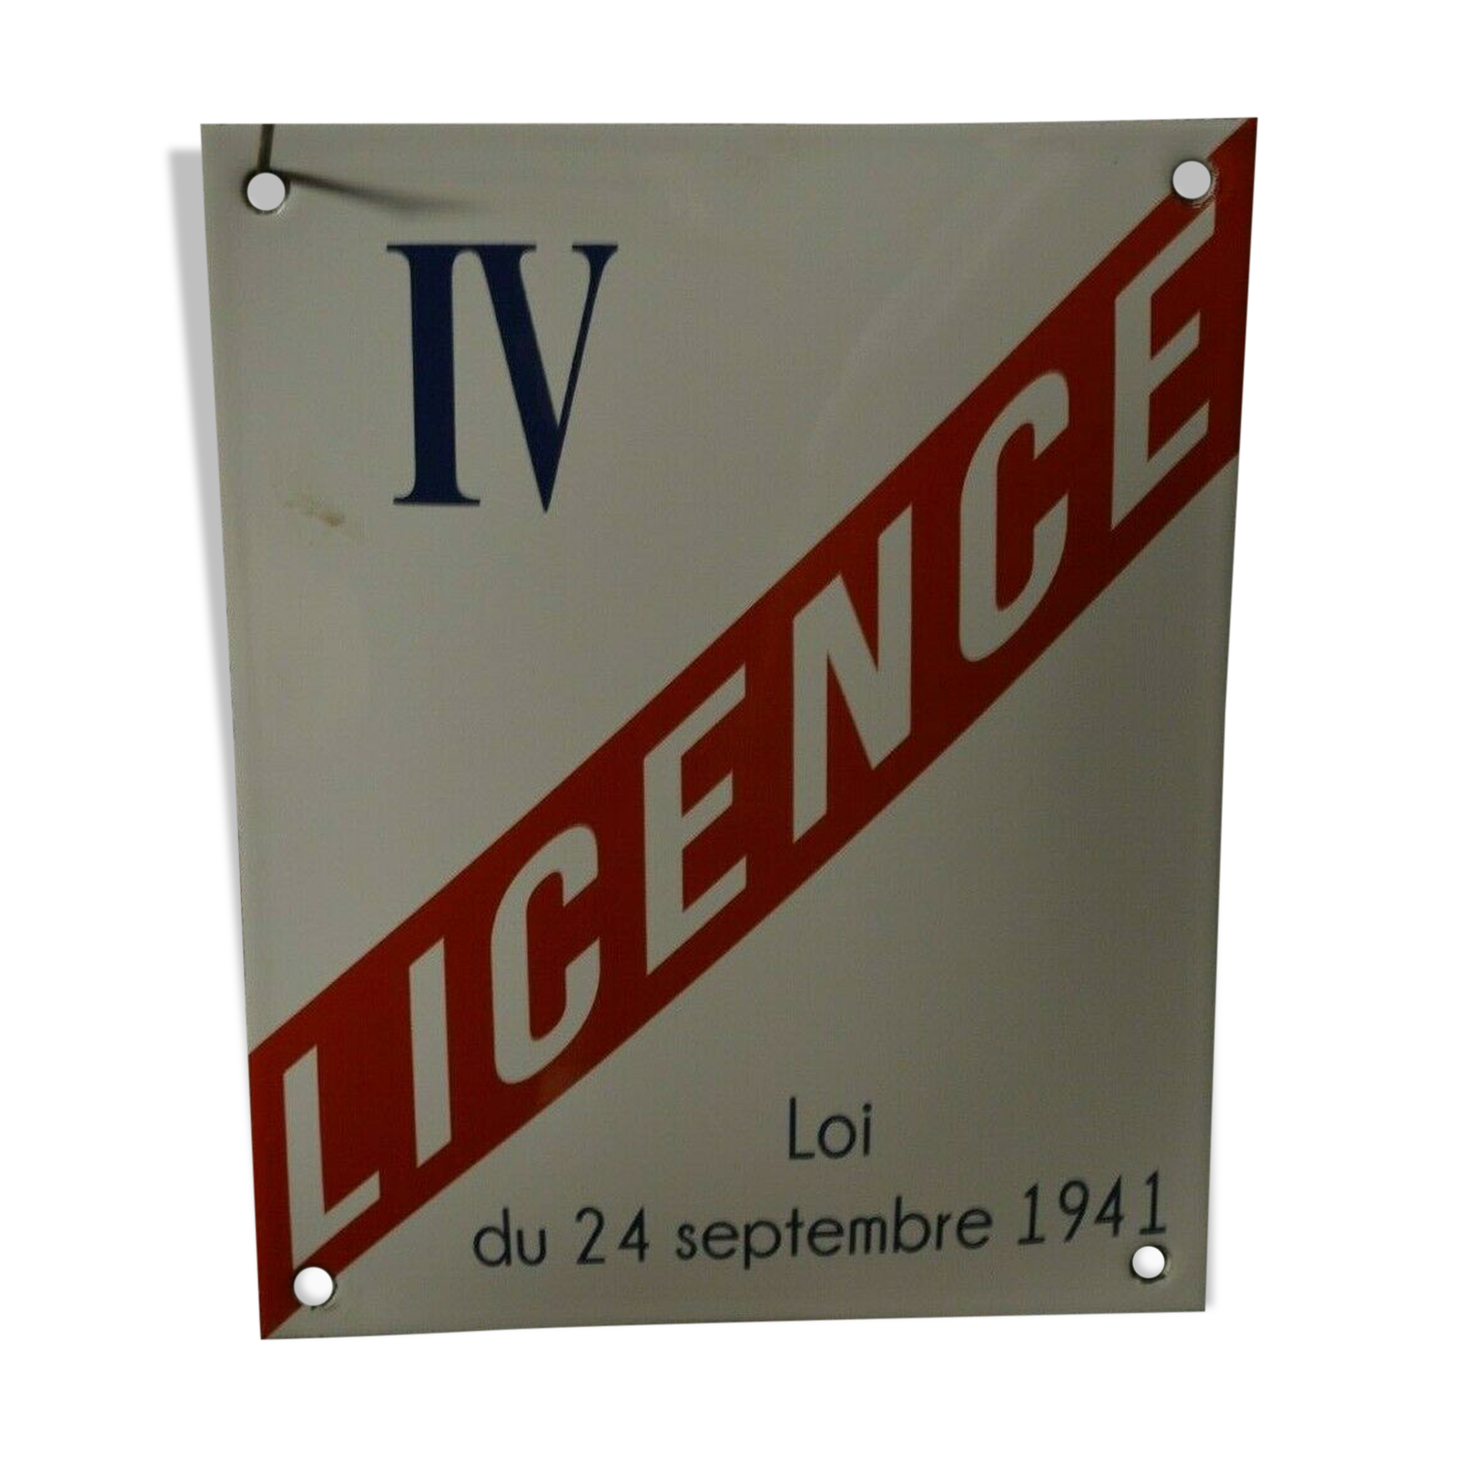 IV
LICENCE
Loi
du 24 septembre 1941